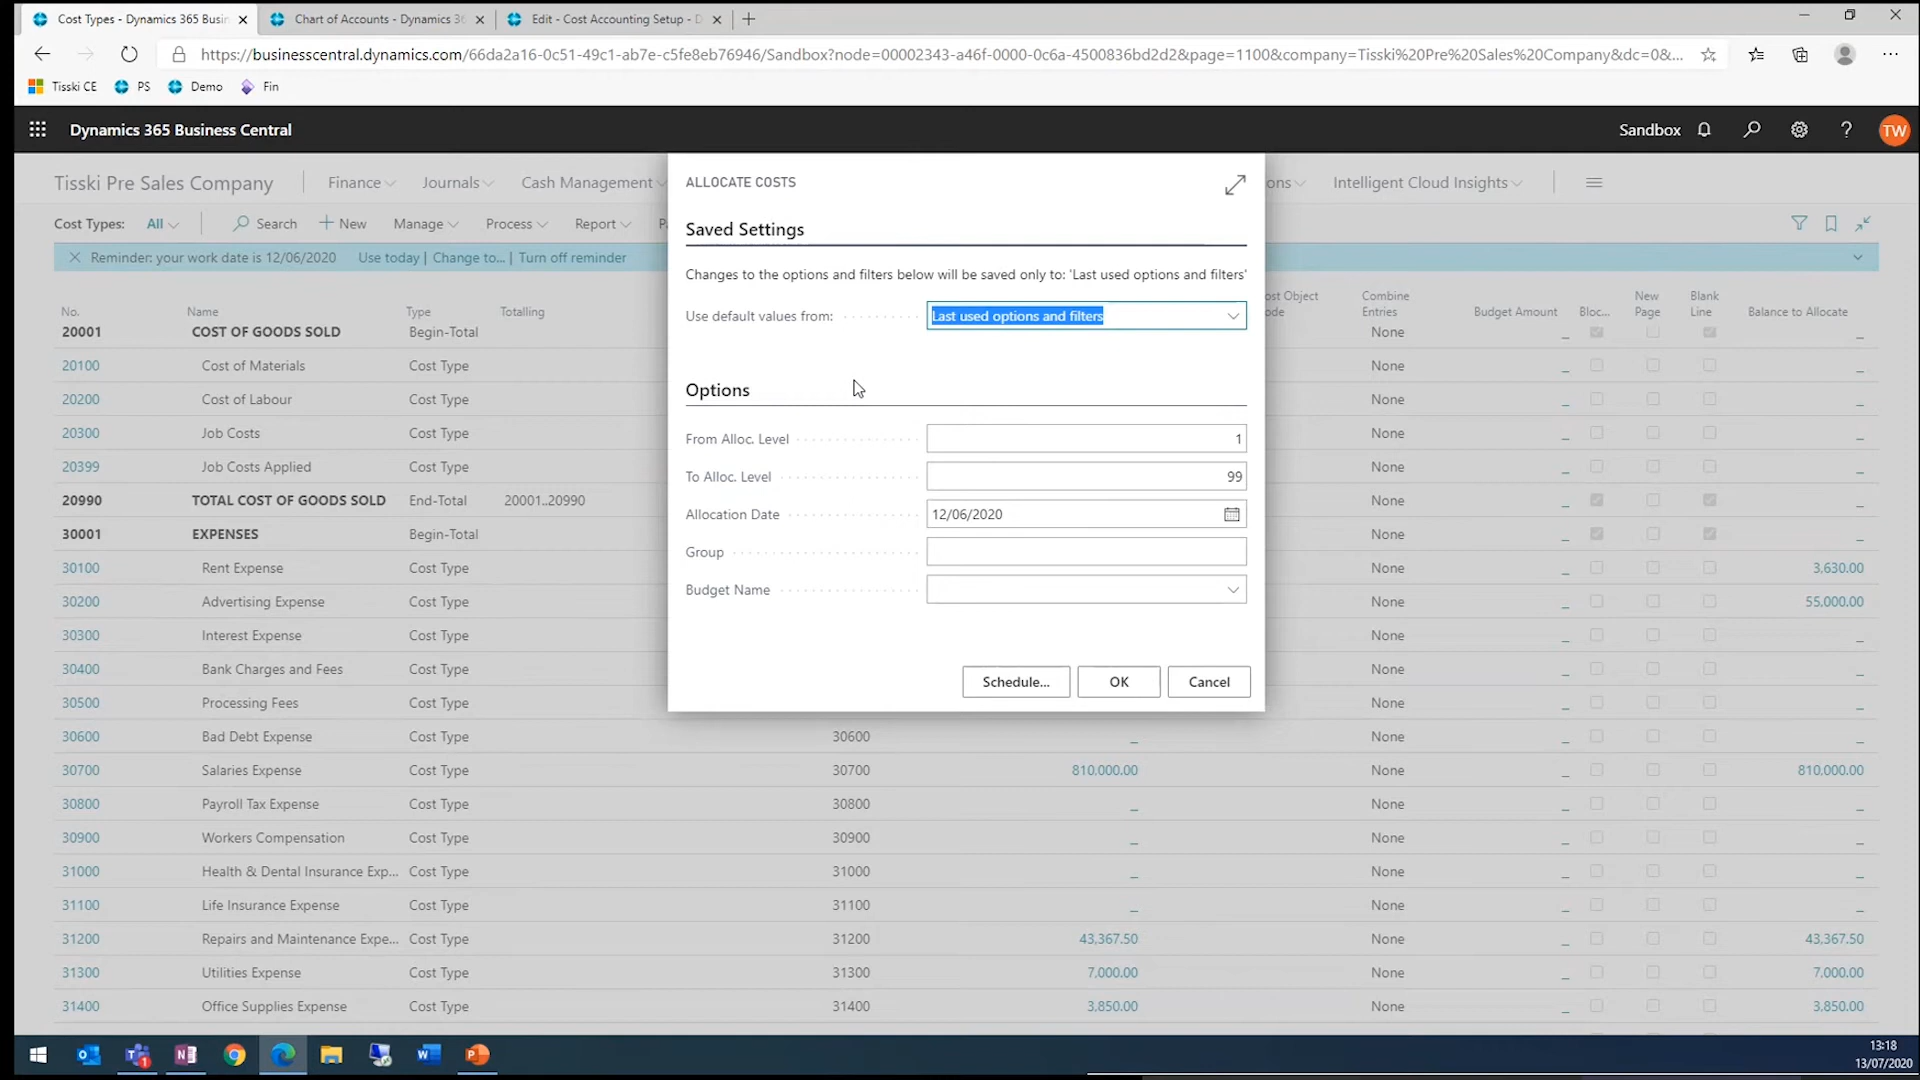 Cost Types - Dynamics 365 Busin
Chart of Accounts - Dynamics 36
Edit - Cost Accounting Setup - D
https://businesscentral.dynamics.com/66da2a16-0c51-49c1-ab7e-c5fe8eb76946/Sandbox?node=00002343-a46f-0000-0c6a-4500836bd2d2&page=1100&company=Tisski%20Pre%20Sales%20Company&dc=0&...
Tisski CE PS Demo Fin
Dynamics 365 Business Central
Sandbox ? TW
Tisski Pre Sales Company Finance Journals Cash Management ons Intelligent Cloud Insights
Cost Types: All Search New Manage Process Report
Reminder: your work date is 12/06/2020 Use today | Change to... | Turn off reminder
ALLOCATE COSTS
Saved Settings
Changes to the options and filters below will be saved only to: 'Last used options and filters'
Use default values from: Last used options and filters
Options
From Alloc. Level 1
To Alloc. Level 99
Allocation Date 12/06/2020
Group
Budget Name
Schedule... OK Cancel
No. Name Type Totalling ost Object ode Combine Entries Budget Amount Bloc... New Page Blank Line Balance to Allocate
20001 COST OF GOODS SOLD Begin-Total None _ _
20100 Cost of Materials Cost Type None _ _
20200 Cost of Labour Cost Type None _ _
20300 Job Costs Cost Type None _ _
20399 Job Costs Applied Cost Type None _ _
20990 TOTAL COST OF GOODS SOLD End-Total 20001..20990 None _ _
30001 EXPENSES Begin-Total None _ _
30100 Rent Expense Cost Type None _ 3,630.00
30200 Advertising Expense Cost Type None _ 55,000.00
30300 Interest Expense Cost Type None _ _
30400 Bank Charges and Fees Cost Type None _ _
30500 Processing Fees Cost Type None _ _
30600 Bad Debt Expense Cost Type 30600 _ None _ _
30700 Salaries Expense Cost Type 30700 810,000.00 None _ 810,000.00
30800 Payroll Tax Expense Cost Type 30800 _ None _ _
30900 Workers Compensation Cost Type 30900 _ None _ _
31000 Health & Dental Insurance Exp... Cost Type 31000 _ None _ _
31100 Life Insurance Expense Cost Type 31100 _ None _ _
31200 Repairs and Maintenance Expe... Cost Type 31200 43,367.50 None _ 43,367.50
31300 Utilities Expense Cost Type 31300 7,000.00 None _ 7,000.00
31400 Office Supplies Expense Cost Type 31400 3,850.00 None _ 3,850.00
13:18
13/07/2020